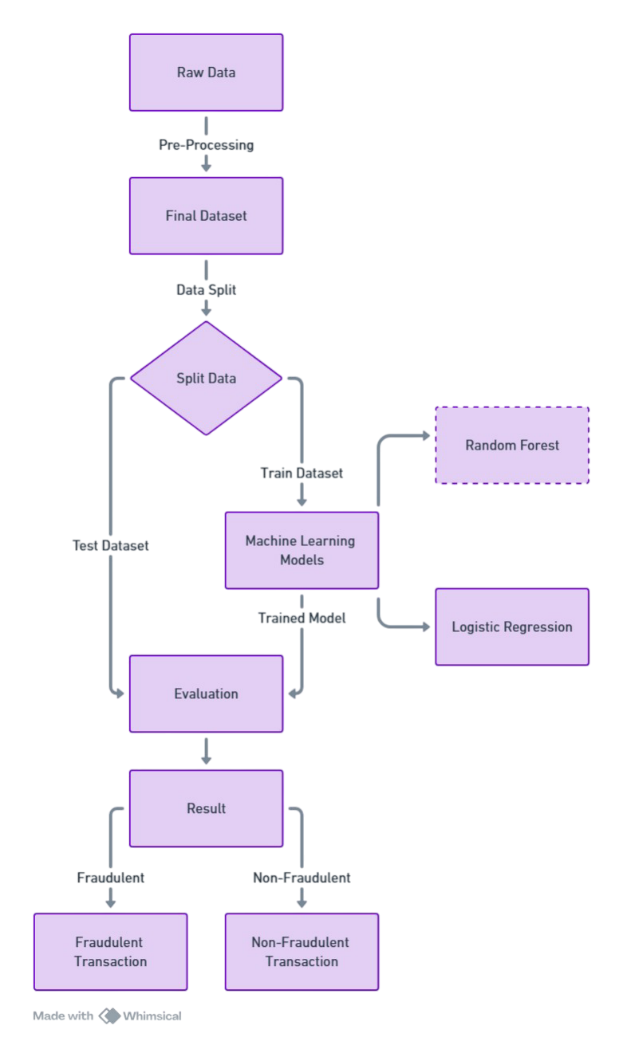 Raw Data
Pre-Processing
Final Dataset
Data Split
Split Data
Random Forest
Train Dataset
Machine Learning
Models
Test Dataset
Trained Model
Logistic Regression
Evaluation
Result
Fraudulent
Non-Fraudulent
Fraudulent
Transaction
Non-Fraudulent
Transaction
Made with Whimsical